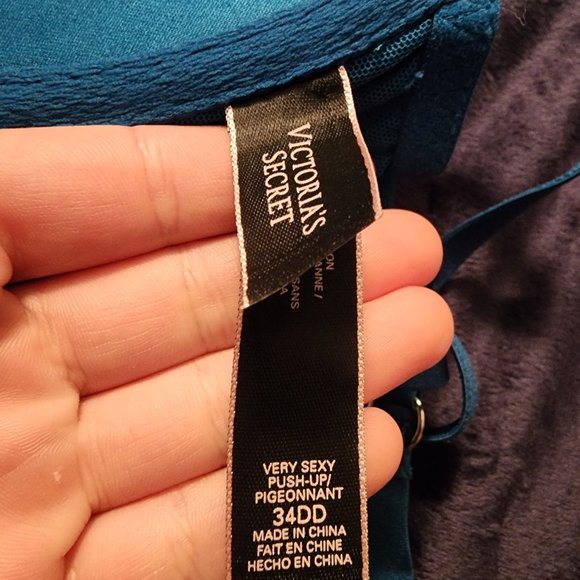 VICTORIA'S
SECRET
VERY SEXY
PUSH-UP/
PIGEONNANT
34DD
MADE IN CHINA
FAIT EN CHINE
HECHO EN CHINA